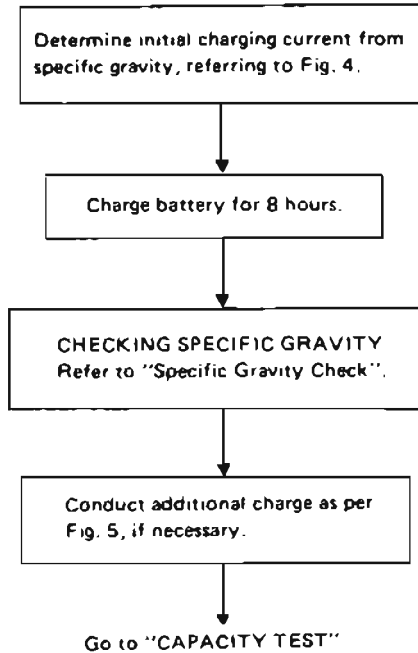 Determine initial charging current from
specific gravity, referring to Fig. 4.
Charge battery for 8 hours.
CHECKING SPECIFIC GRAVITY
Refer to "Specific Gravity Check".
Conduct additional charge as per
Fig. 5, if necessary.
Go to "CAPACITY TEST"